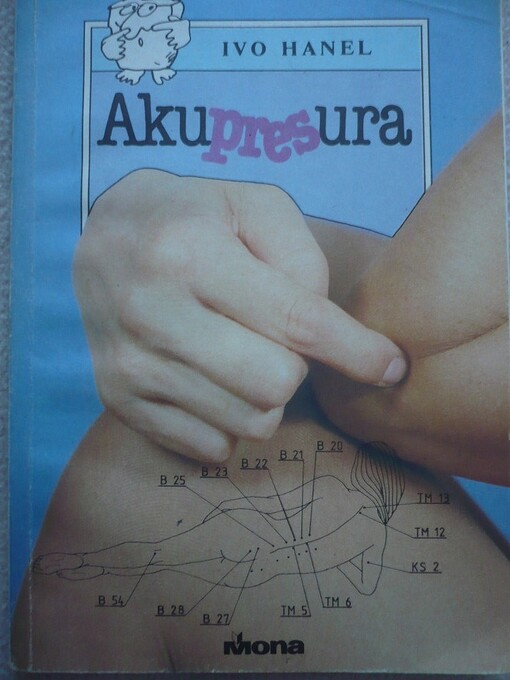 IVO HANEL
Akupresura
B 20
B 21
B 22
B 23
B 25
TM 13
TM 12
KS 2
B 54
B 28
B 27
TM 5
TM 6
Mona